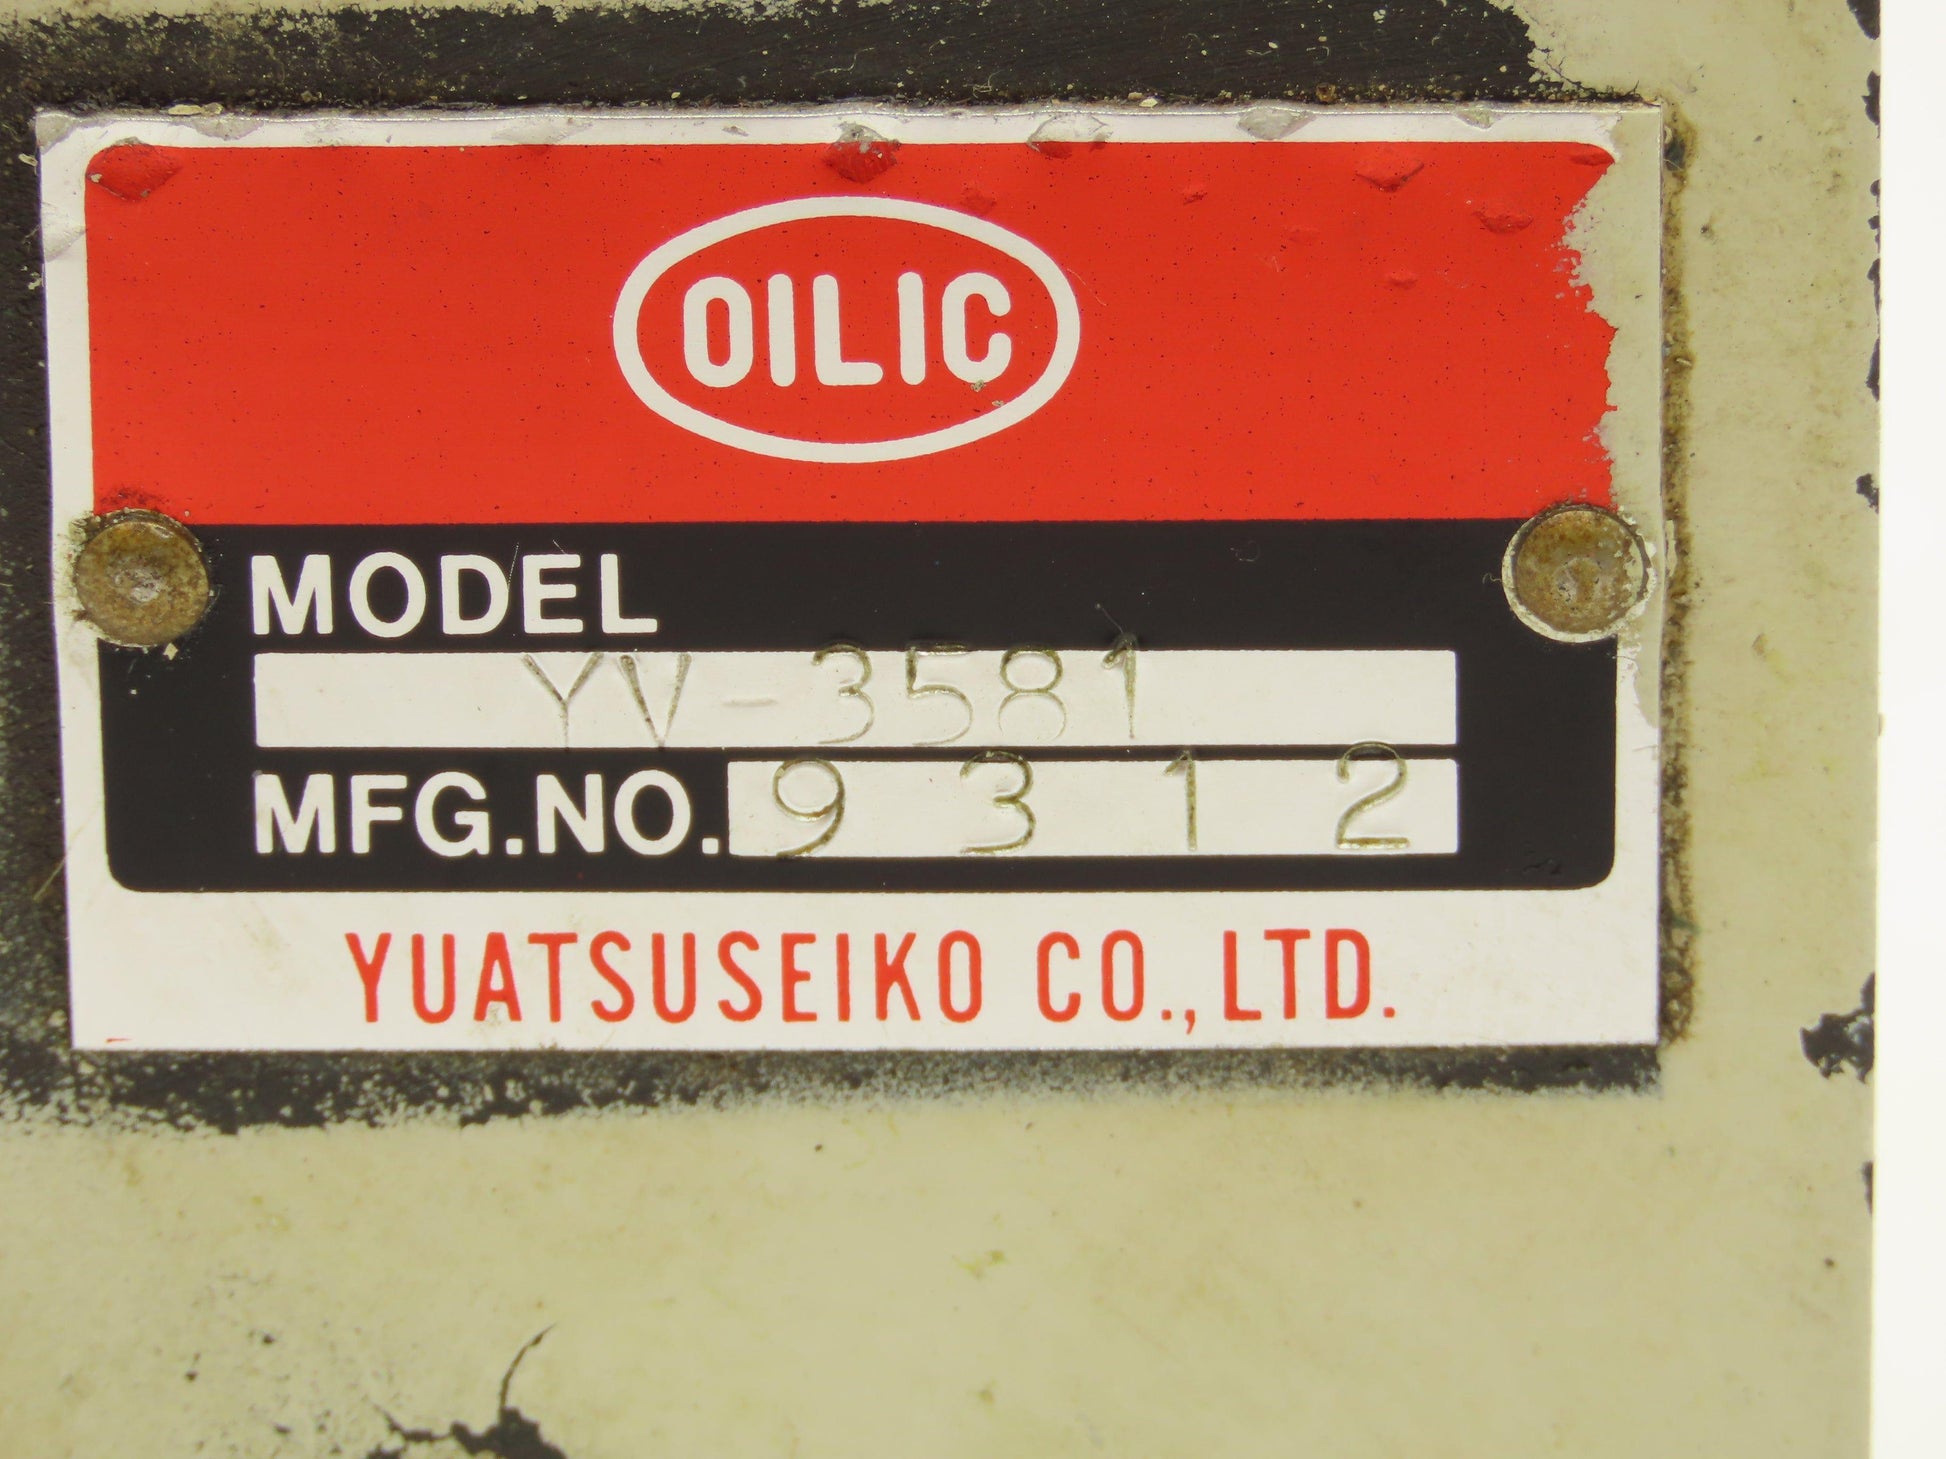 OILIC
MODEL
YV-3581
MFG.NO. 9312
YUATSUSEIKO CO.,LTD.